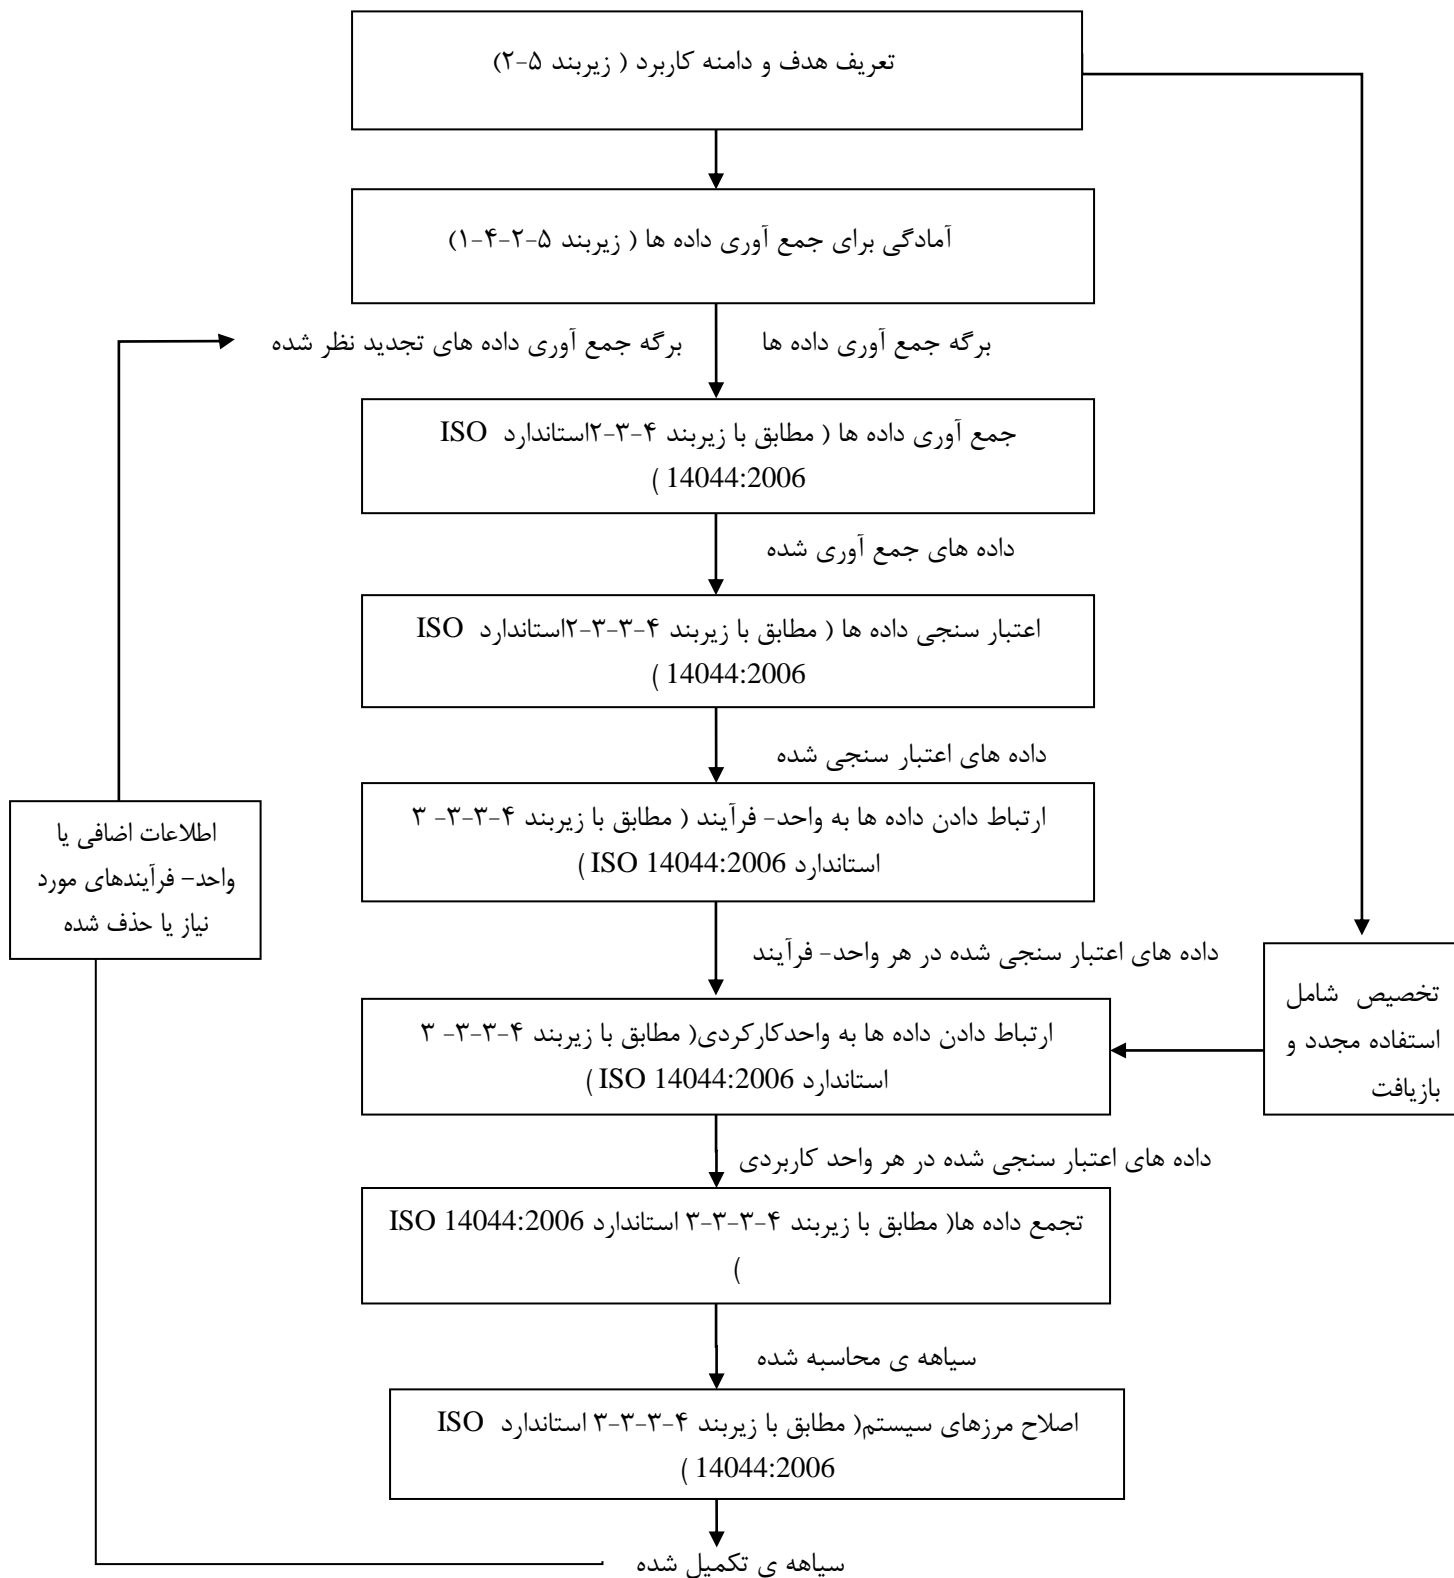 تعریف هدف و دامنه کاربرد ( زیربند ۵-۲)
آمادگی برای جمع آوری داده ها ( زیربند ۵-۲-۴-۱)
برگه جمع آوری داده ها
برگه جمع آوری داده های تجدید نظر شده
جمع آوری داده ها ( مطابق با زیربند ۴-۳-۲استاندارد ISO
14044:2006 )
داده های جمع آوری شده
اعتبار سنجی داده ها ( مطابق با زیربند ۴-۳-۳-۲استاندارد ISO
14044:2006 )
داده های اعتبار سنجی شده
ارتباط دادن داده ها به واحد- فرآیند ( مطابق با زیربند ۴-۳-۳- ۳
استاندارد ISO 14044:2006 )
اطلاعات اضافی یا
واحد– فرآیندهای مورد
نیاز یا حذف شده
داده های اعتبار سنجی شده در هر واحد- فرآیند
تخصیص شامل
استفاده مجدد و
بازیافت
ارتباط دادن داده ها به واحدکارکردی( مطابق با زیربند ۴-۳-۳- ۳
استاندارد ISO 14044:2006 )
داده های اعتبار سنجی شده در هر واحد کاربردی
تجمع داده ها( مطابق با زیربند ۴-۳-۳-۳ استاندارد ISO 14044:2006
)
سیاهه ی محاسبه شده
اصلاح مرزهای سیستم( مطابق با زیربند ۴-۳-۳-۳ استاندارد ISO
14044:2006 )
سیاهه ی تکمیل شده